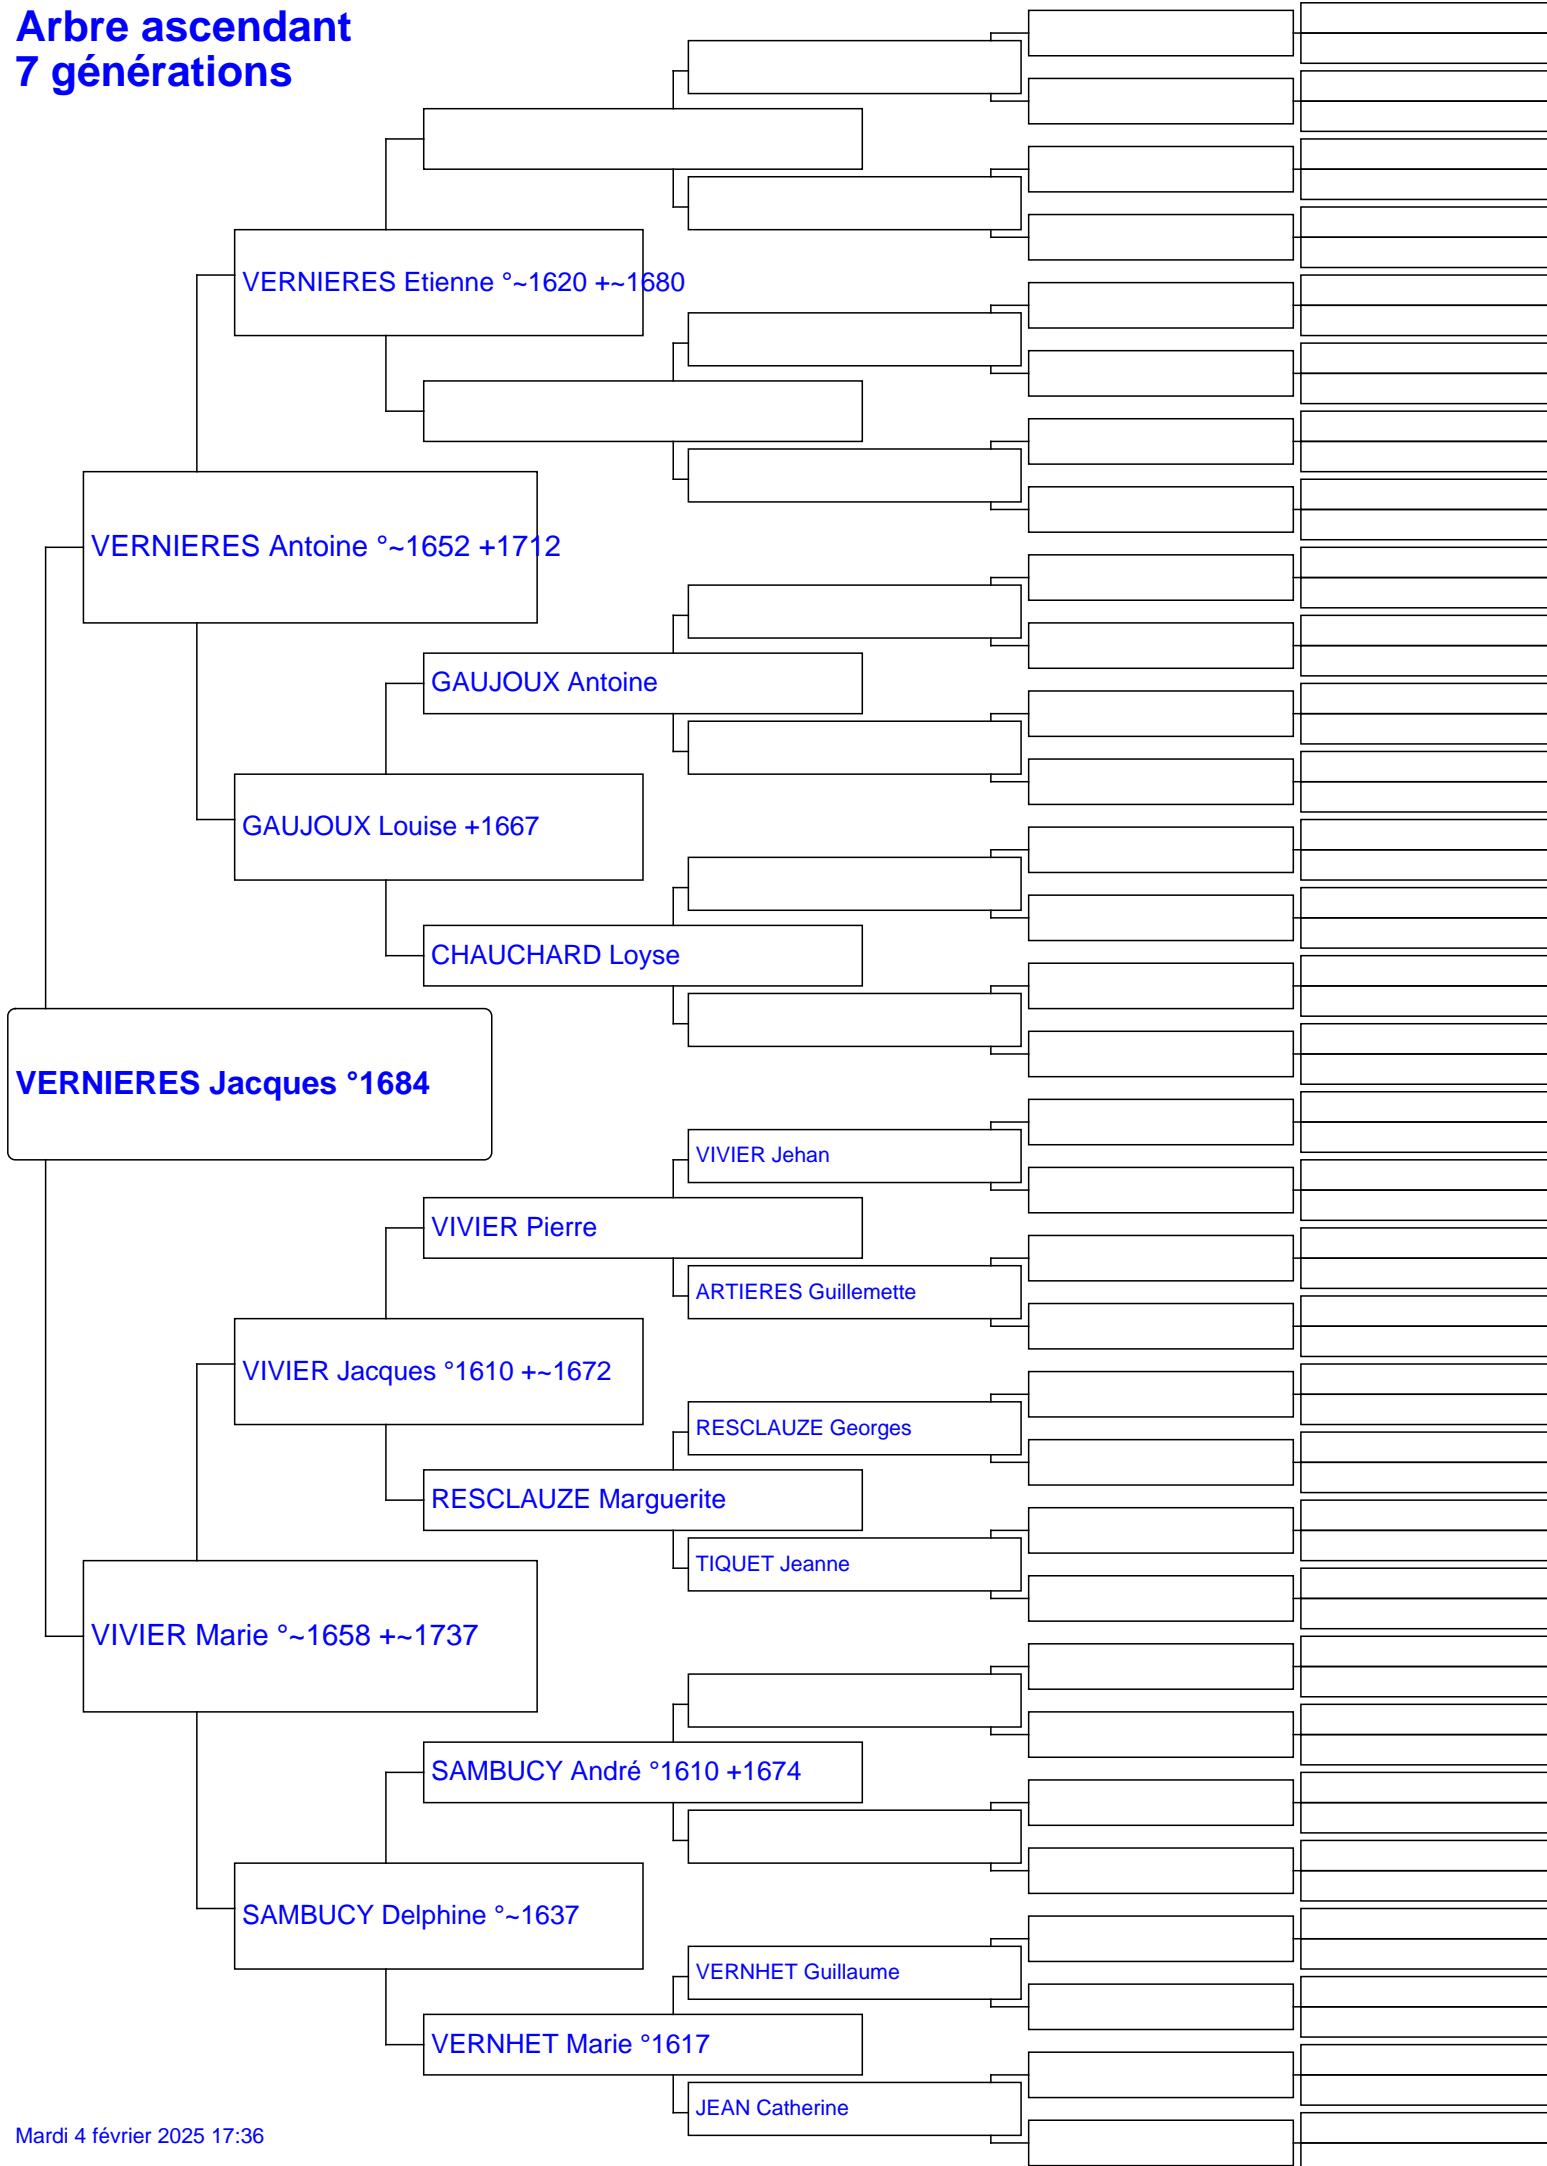 Arbre ascendant
7 générations
VERNIERES Etienne °~1620 +~1680
VERNIERES Antoine °~1652 +1712
GAUJOUX Antoine
GAUJOUX Louise +1667
CHAUCHARD Loyse
VERNIERES Jacques °1684
VIVIER Jehan
VIVIER Pierre
ARTIERES Guillemette
VIVIER Jacques °1610 +~1672
RESCLAUZE Georges
RESCLAUZE Marguerite
TIQUET Jeanne
VIVIER Marie °~1658 +~1737
SAMBUCY André °1610 +1674
SAMBUCY Delphine °~1637
VERNHET Guillaume
VERNHET Marie °1617
JEAN Catherine
Mardi 4 février 2025 17:36